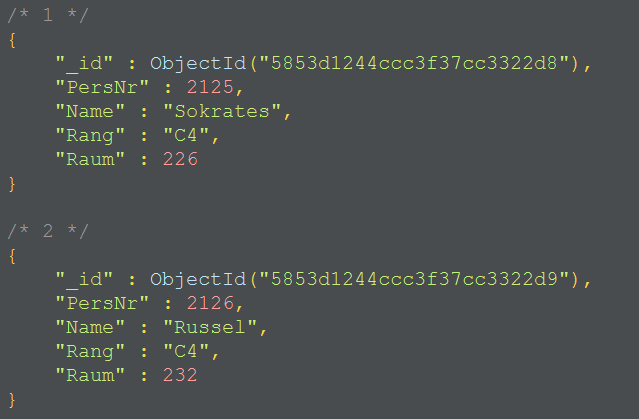 /* 1 */
{
    "_id" : ObjectId("5853d1244ccc3f37cc3322d8"),
    "PersNr" : 2125,
    "Name" : "Sokrates",
    "Rang" : "C4",
    "Raum" : 226
}
/* 2 */
{
    "_id" : ObjectId("5853d1244ccc3f37cc3322d9"),
    "PersNr" : 2126,
    "Name" : "Russel",
    "Rang" : "C4",
    "Raum" : 232
}